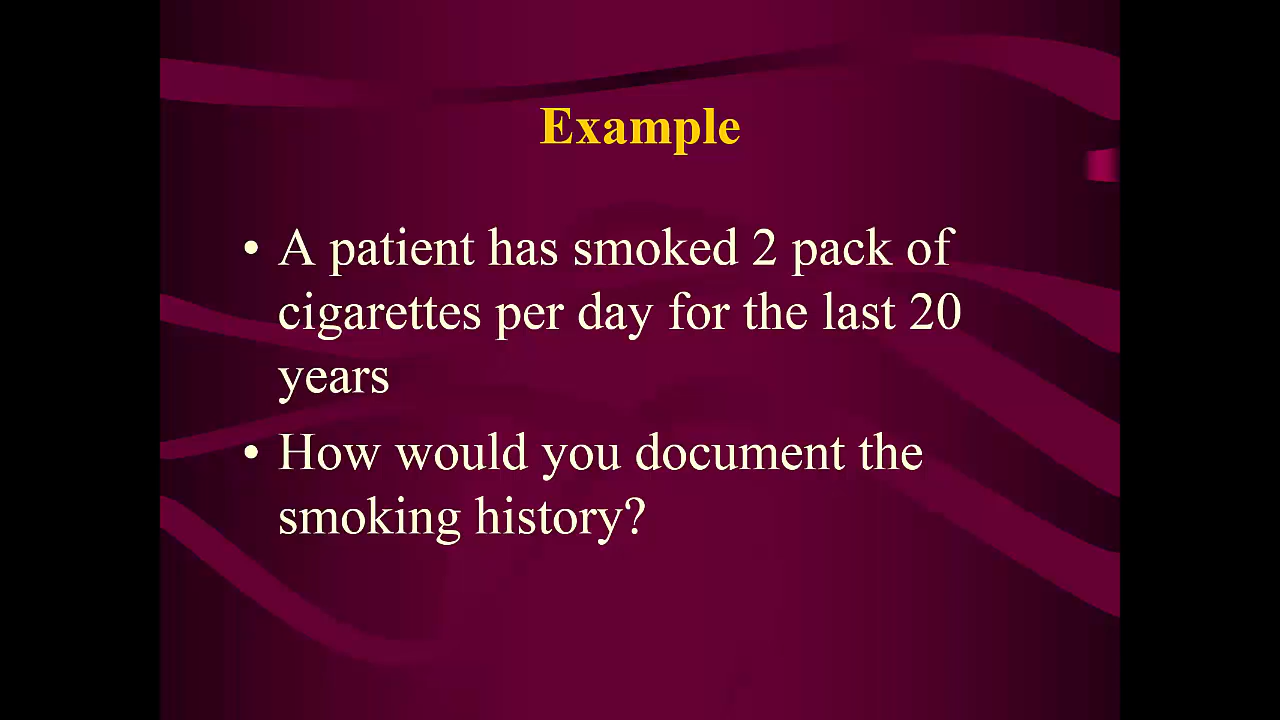 Example
• A patient has smoked 2 pack of
cigarettes per day for the last 20
years
• How would you document the
smoking history?